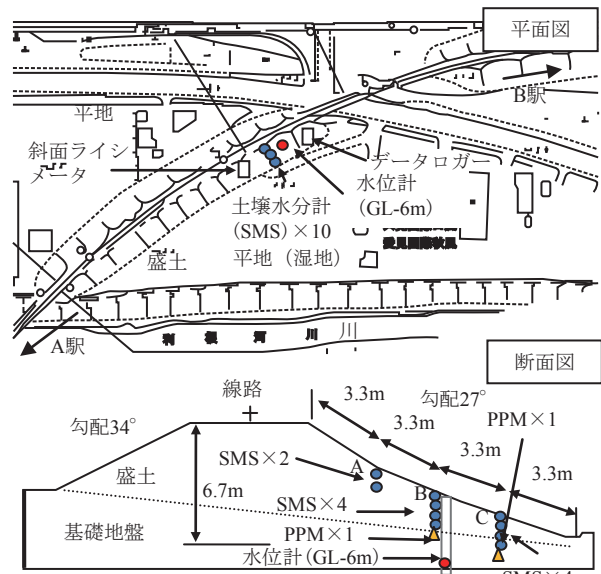 平面図
B駅
平地
斜面ライシ
メータ
データロガー
水位計
(GL-6m)
土壌水分計
(SMS)×10
平地（湿地）
盛土
A駅
利根河川 川
断面図
線路
3.3m
勾配27°
勾配34°
3.3m
PPM×1
3.3m
3.3m
A
SMS×2
盛土
6.7m
B
SMS×4
C
基礎地盤
PPM×1
水位計(GL-6m)
SMS×4